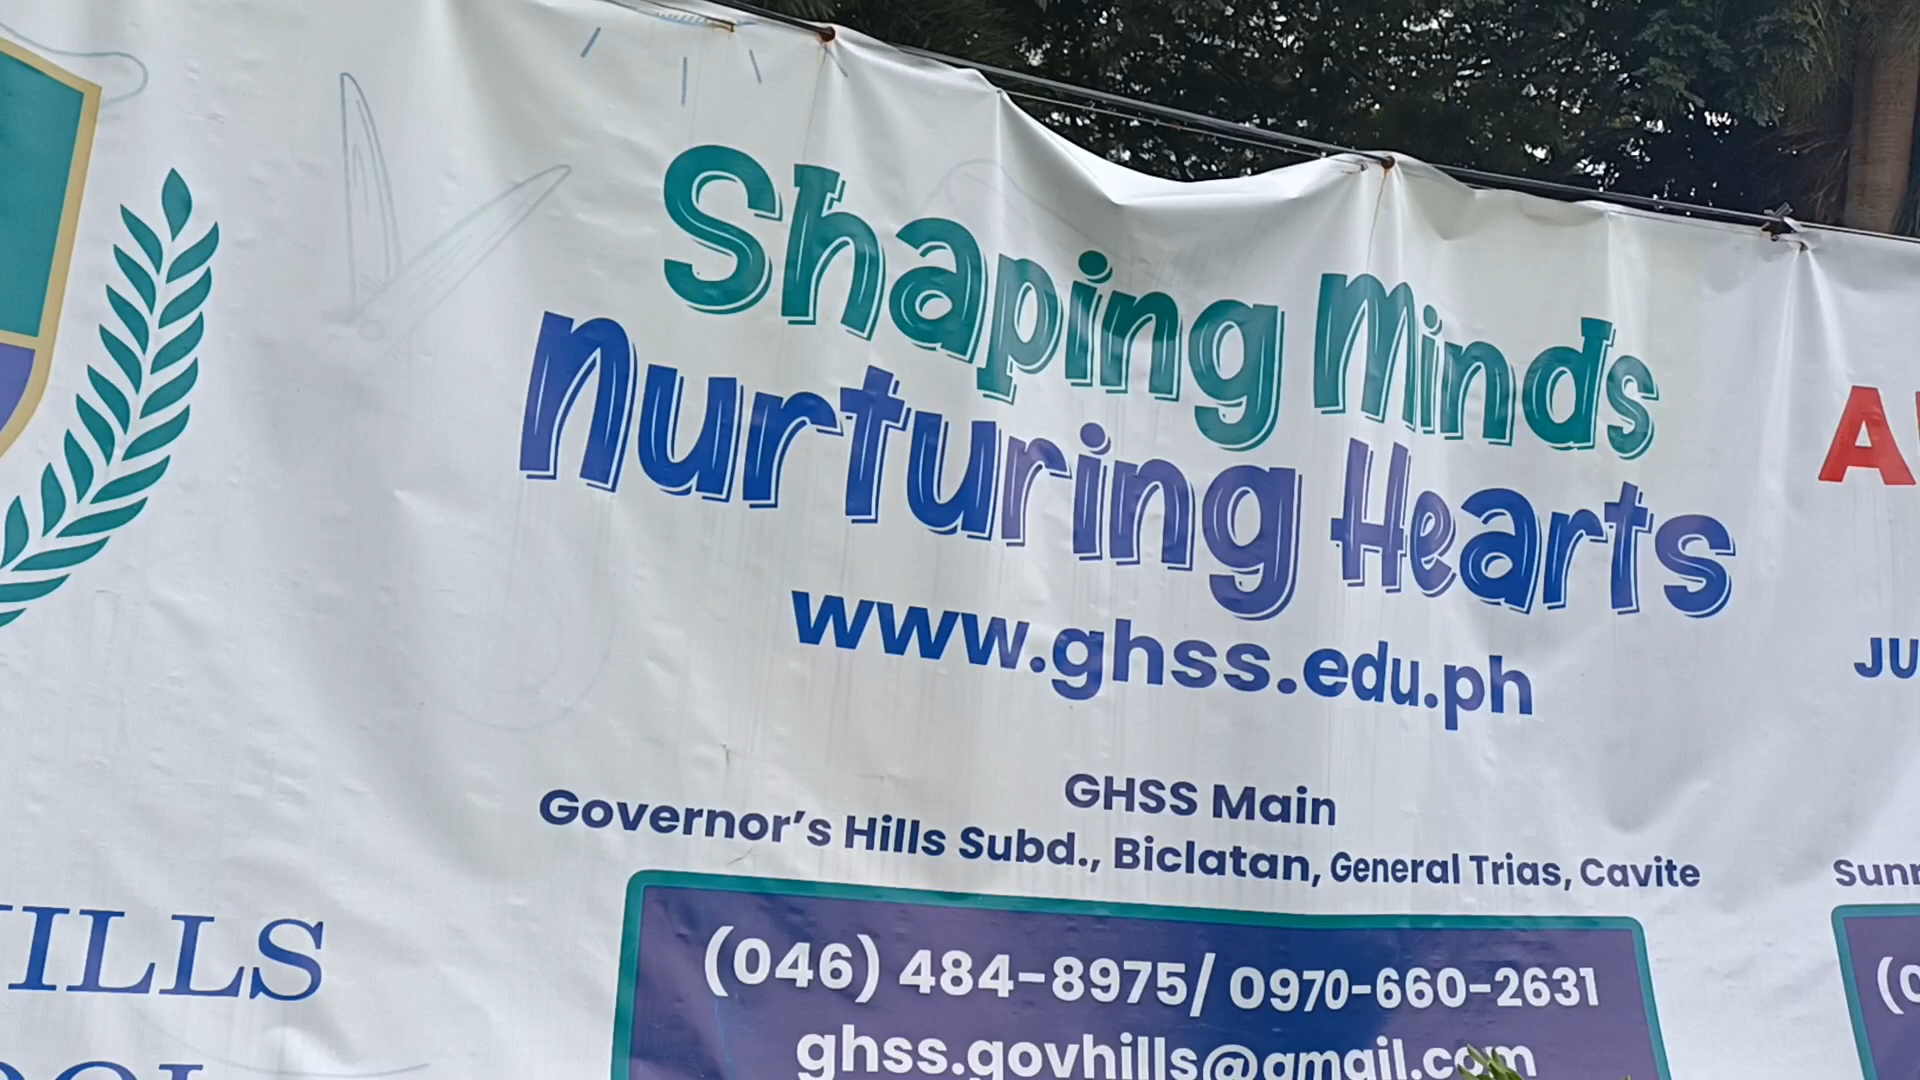 Shaping Minds
Nurturing Hearts
www.ghss.edu.ph
GHSS Main
Governor's Hills Subd., Biclatan, General Trias, Cavite
(046) 484-8975/ 0970-660-2631
ghss.govhills@gmail.com
ILLS